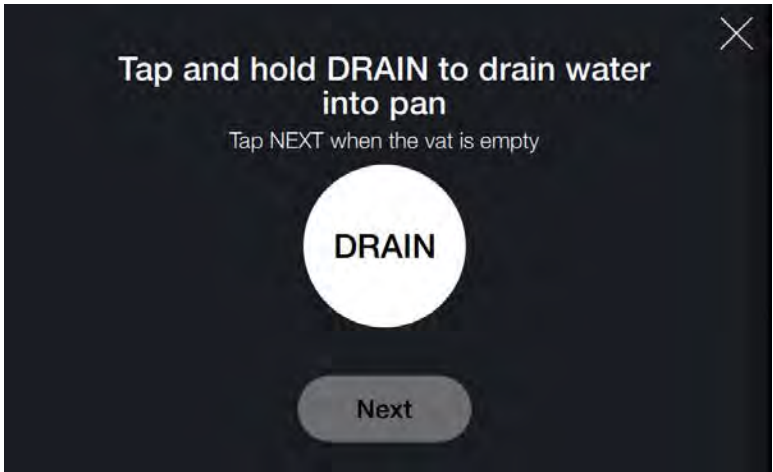 Tap and hold DRAIN to drain water
into pan
Tap NEXT when the vat is empty
DRAIN
Next